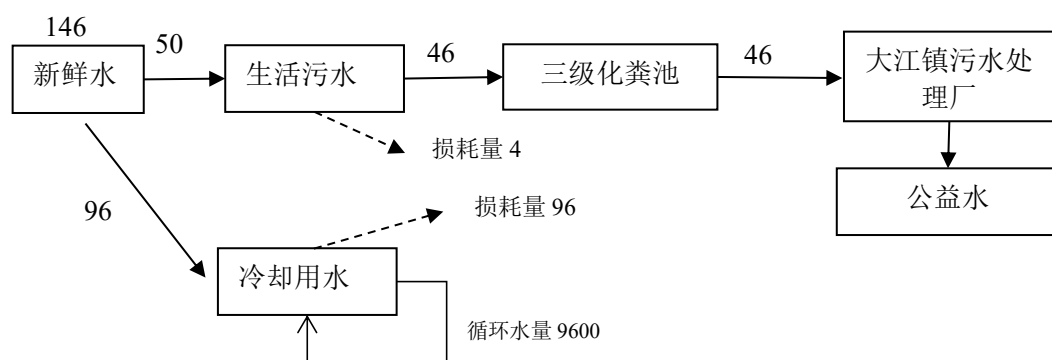 146
新鲜水
50
生活污水
46
三级化粪池
46
大江镇污水处
理厂
损耗量 4
公益水
96
损耗量 96
冷却用水
循环水量 9600